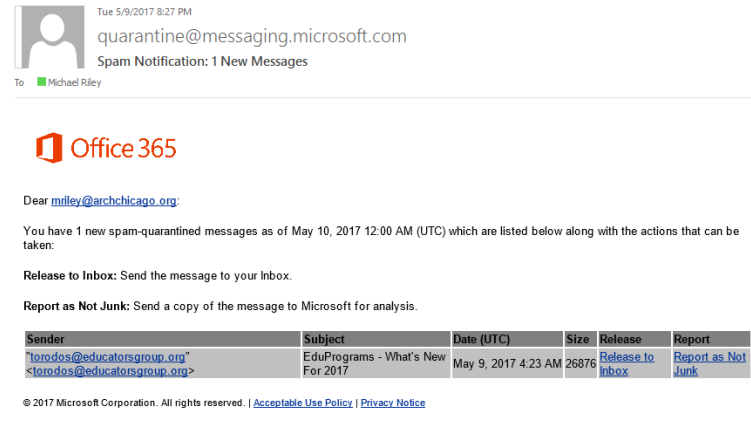 Tue 5/9/2017 8:27 PM
quarantine@messaging.microsoft.com
Spam Notification: 1 New Messages
To Michael Riley
Office 365
Dear mriley@archchicago.org:
You have 1 new spam-quarantined messages as of May 10, 2017 12:00 AM (UTC) which are listed below along with the actions that can be
taken:
Release to Inbox: Send the message to your Inbox.
Report as Not Junk: Send a copy of the message to Microsoft for analysis.
Sender Subject Date (UTC) Size Release Report
"torodos@educatorsgroup.org" EduPrograms - What's New May 9, 2017 4:23 AM 26876 Release to Report as Not
<torodos@educatorsgroup.org> For 2017 Inbox Junk
© 2017 Microsoft Corporation. All rights reserved. | Acceptable Use Policy | Privacy Notice